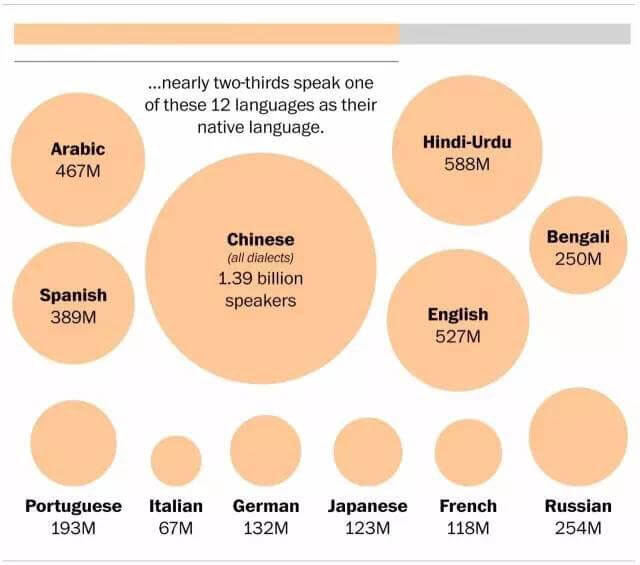 ...nearly two-thirds speak one
of these 12 languages as their
native language.
Arabic
467M
Hindi-Urdu
588M
Chinese
(all dialects)
1.39 billion
speakers
Bengali
250M
Spanish
389M
English
527M
Portuguese
193M
Italian
67M
German
132M
Japanese
123M
French
118M
Russian
254M